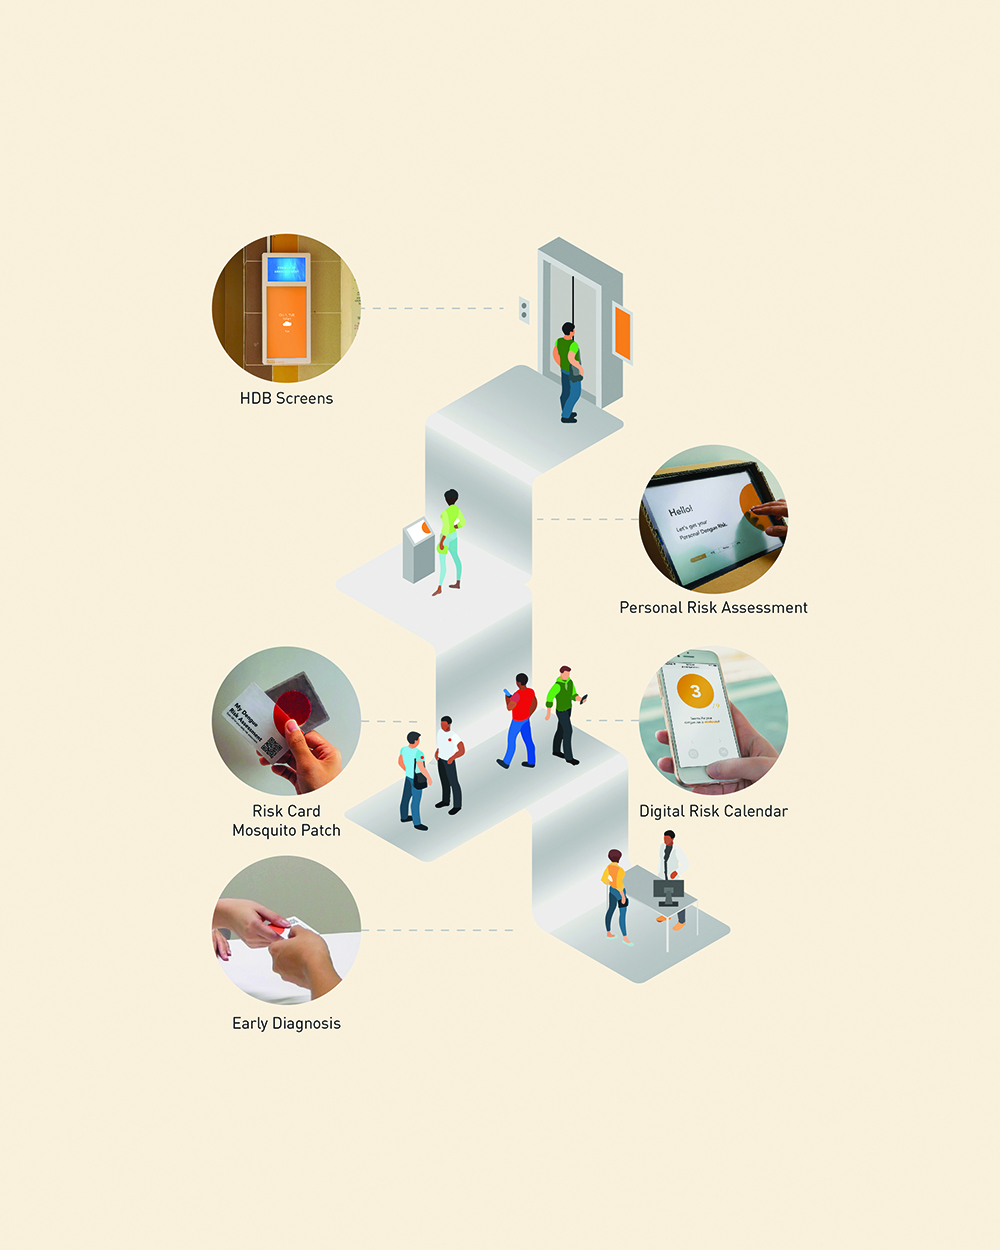 HDB Screens
Hello!
Let's get your
Personal Dengue Risk.
Personal Risk Assessment
My Dengue
Risk Assessment
Risk Card
Mosquito Patch
3
Digital Risk Calendar
Early Diagnosis